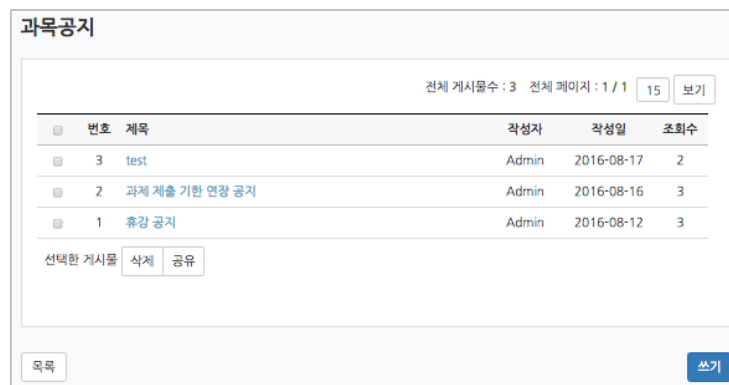 과목공지
전체 게시물수 : 3 전체 페이지 : 1 / 1 15 보기
번호 제목 작성자 작성일 조회수
3 test Admin 2016-08-17 2
2 과제 제출 기한 연장 공지 Admin 2016-08-16 3
1 휴강 공지 Admin 2016-08-12 3
선택한 게시물 삭제 공유
목록 쓰기